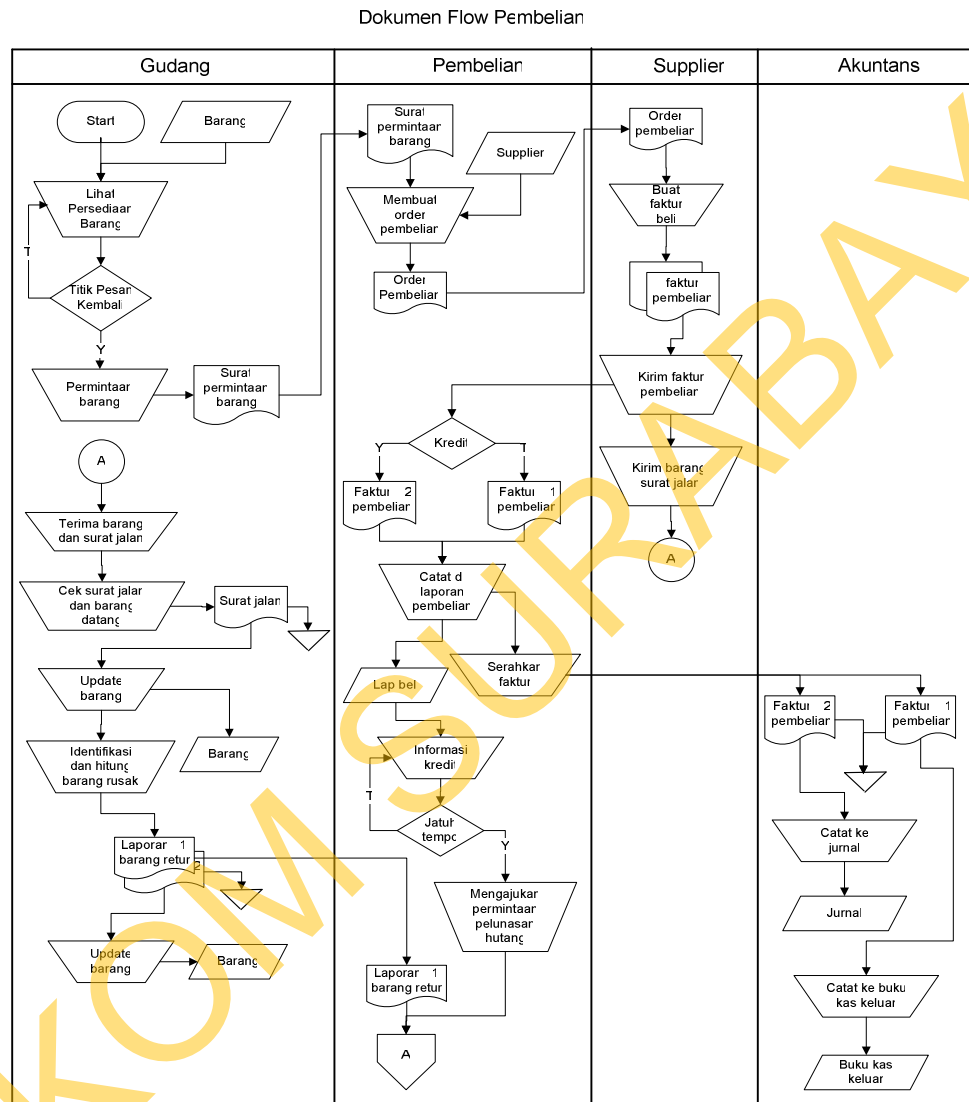 Dokumen Flow Pembelian
Gudang
Pembelian
Supplier
Akuntans
Start
Barang
Lihat
Persediaan
Barang
T
Titik Pesan
Kembali
Y
Permintaan
barang
Surat
permintaan
barang
A
Terima barang
dan surat jalan
Cek surat jalan
dan barang
datang
Surat jalan
Update
barang
Barang
Identifikasi
dan hitung
barang rusak
Laporan 1
barang retur
2
Update
barang
Barang
Surat
permintaan
barang
Supplier
Membuat
order
pembelian
Order
Pembelian
Kredit
Y
T
Faktur 2
pembelian
Faktur 1
pembelian
Catat d
laporan
pembelian
Lap bel
Serahkan
faktur
Informasi
kredit
T
Jatuh
tempo
Y
Mengajukan
permintaan
pelunasan
hutang
Laporan 1
barang retur
A
Order
pembelian
Buat
faktur
beli
faktur
pembelian
Kirim faktur
pembelian
Kirim barang
surat jalan
A
Faktur 2
pembelian
Faktur 1
pembelian
Catat ke
jurnal
Jurnal
Catat ke buku
kas keluar
Buku kas
keluar
KOM SURABAY